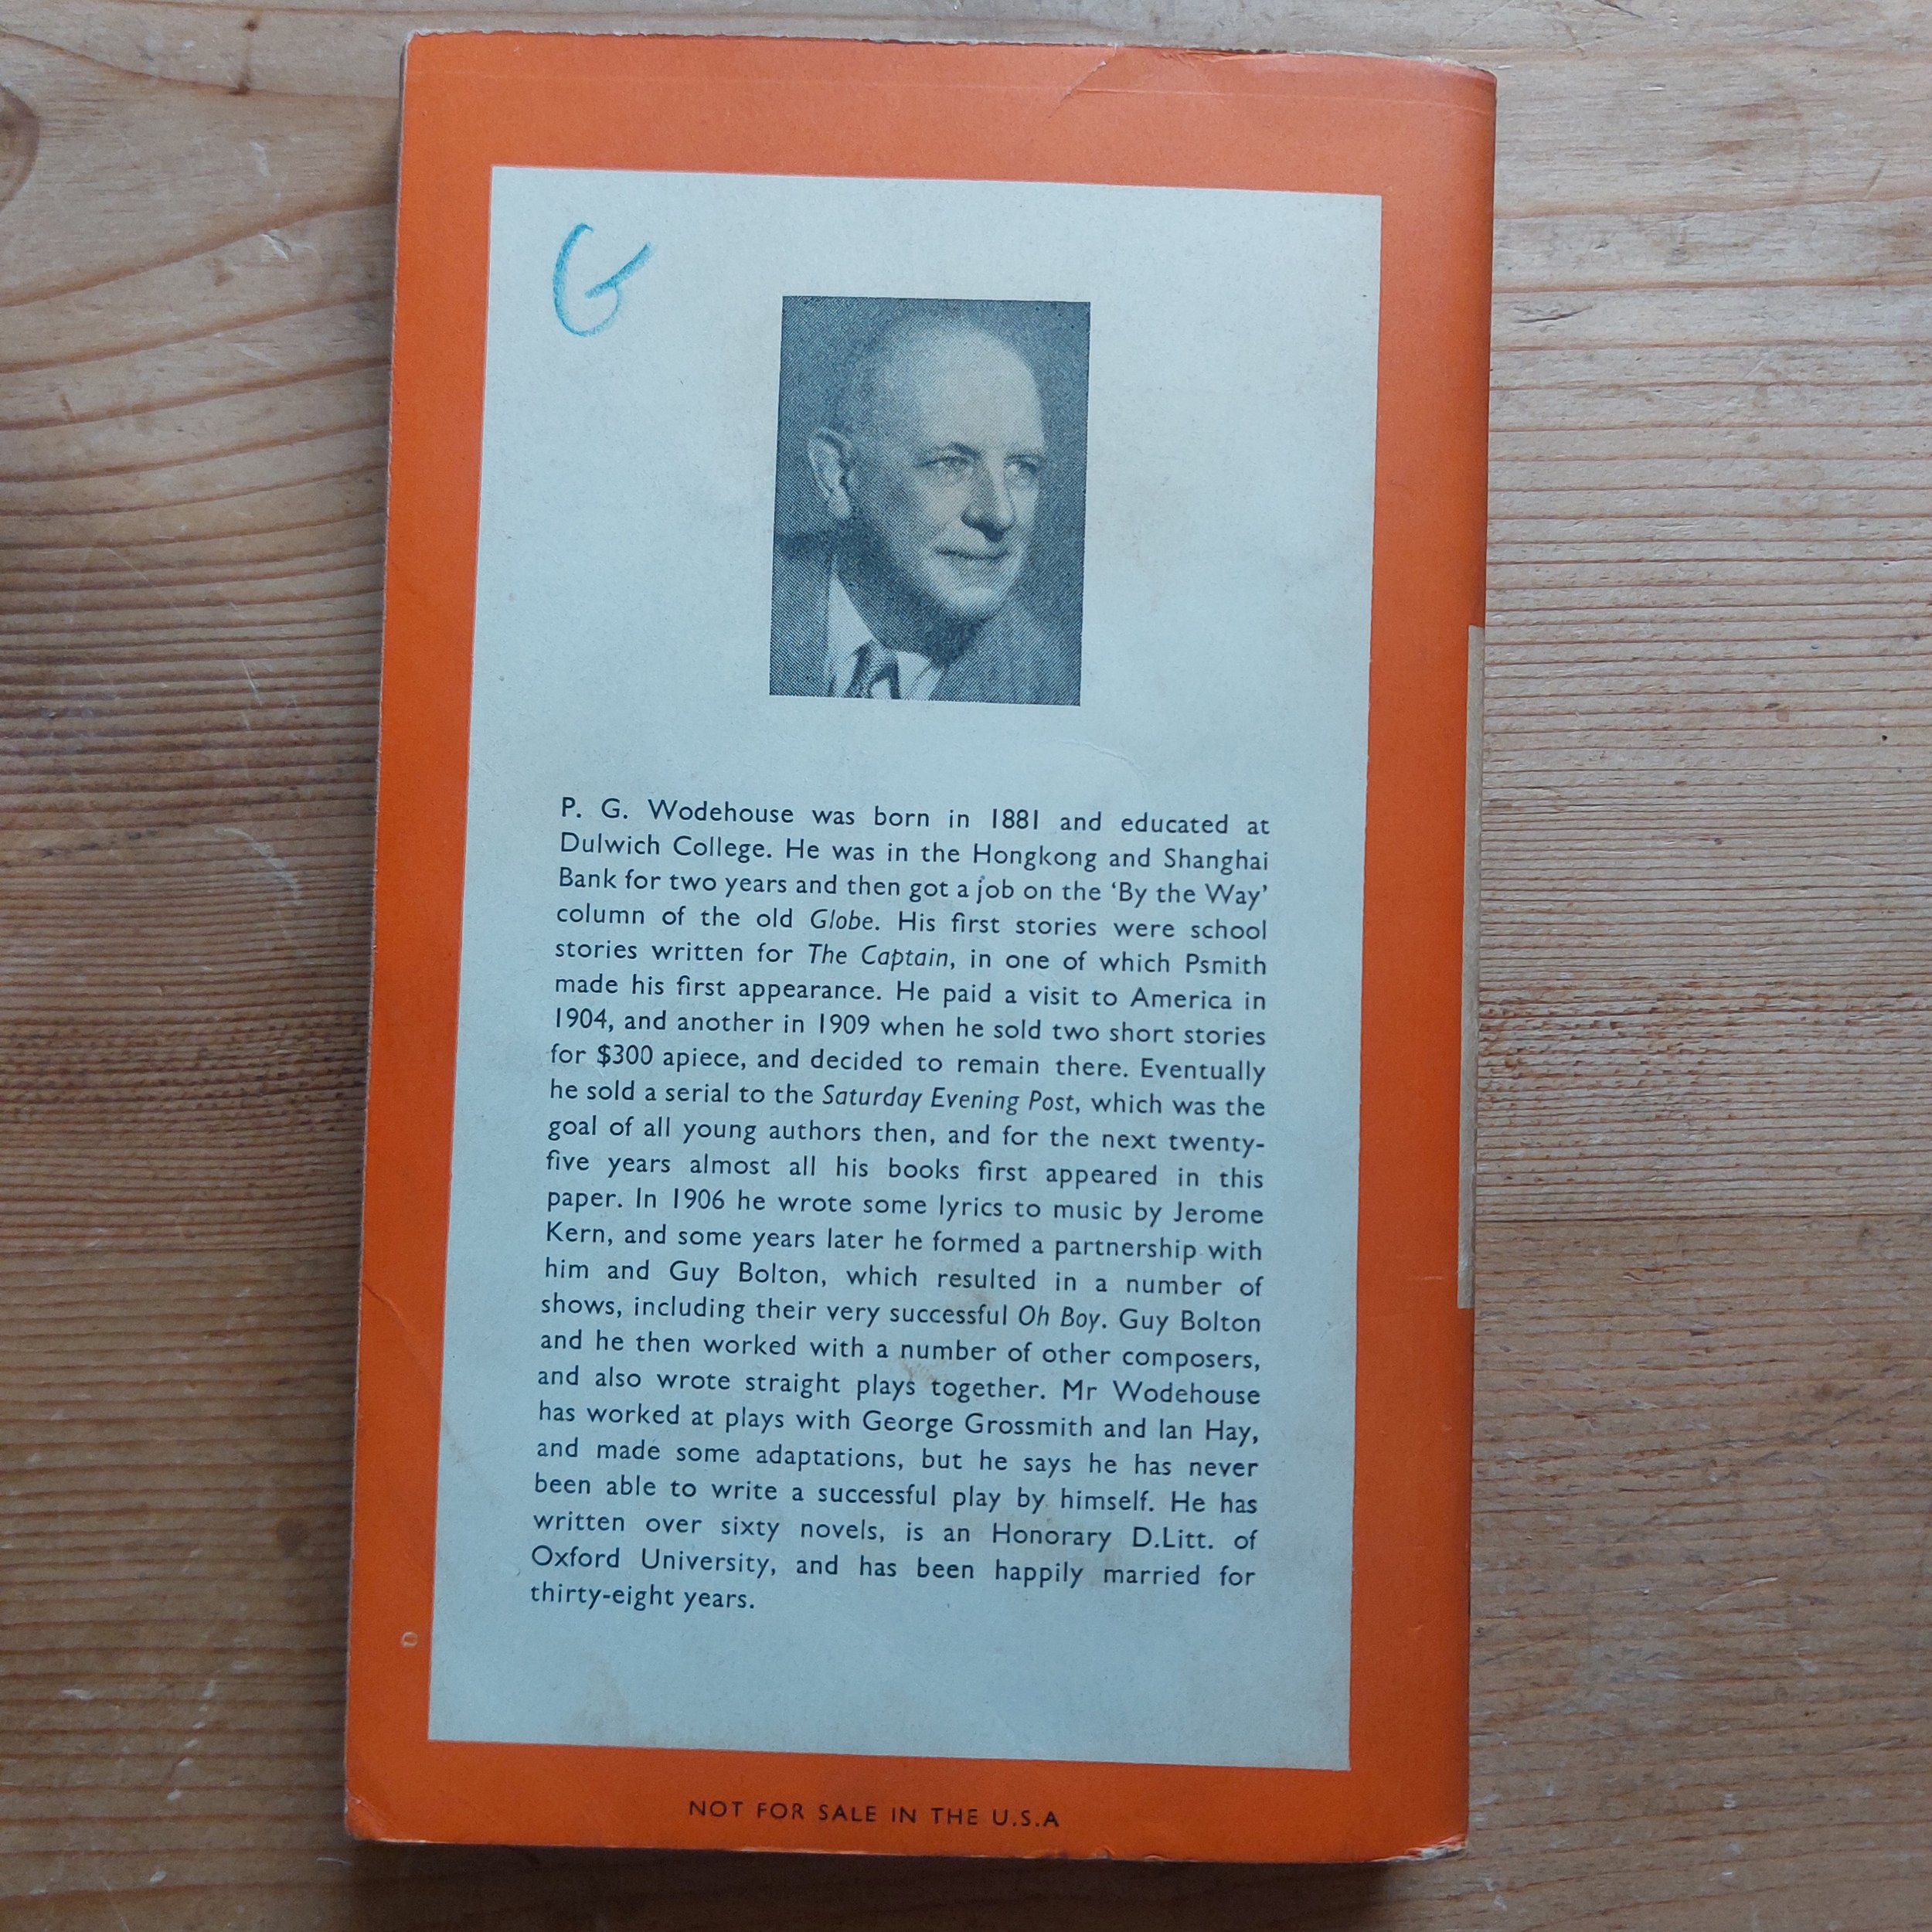 G
P. G. Wodehouse was born in 1881 and educated at
Dulwich College. He was in the Hongkong and Shanghai
Bank for two years and then got a job on the ‘By the Way’
column of the old Globe. His first stories were school
stories written for The Captain, in one of which Psmith
made his first appearance. He paid a visit to America in
1904, and another in 1909 when he sold two short stories
for $300 apiece, and decided to remain there. Eventually
he sold a serial to the Saturday Evening Post, which was the
goal of all young authors then, and for the next twenty-
five years almost all his books first appeared in this
paper. In 1906 he wrote some lyrics to music by Jerome
Kern, and some years later he formed a partnership with
him and Guy Bolton, which resulted in a number of
shows, including their very successful Oh Boy. Guy Bolton
and he then worked with a number of other composers,
and also wrote straight plays together. Mr Wodehouse
has worked at plays with George Grossmith and Ian Hay,
and made some adaptations, but he says he has never
been able to write a successful play by himself. He has
written over sixty novels, is an Honorary D.Litt. of
Oxford University, and has been happily married for
thirty-eight years.
NOT FOR SALE IN THE U.S.A